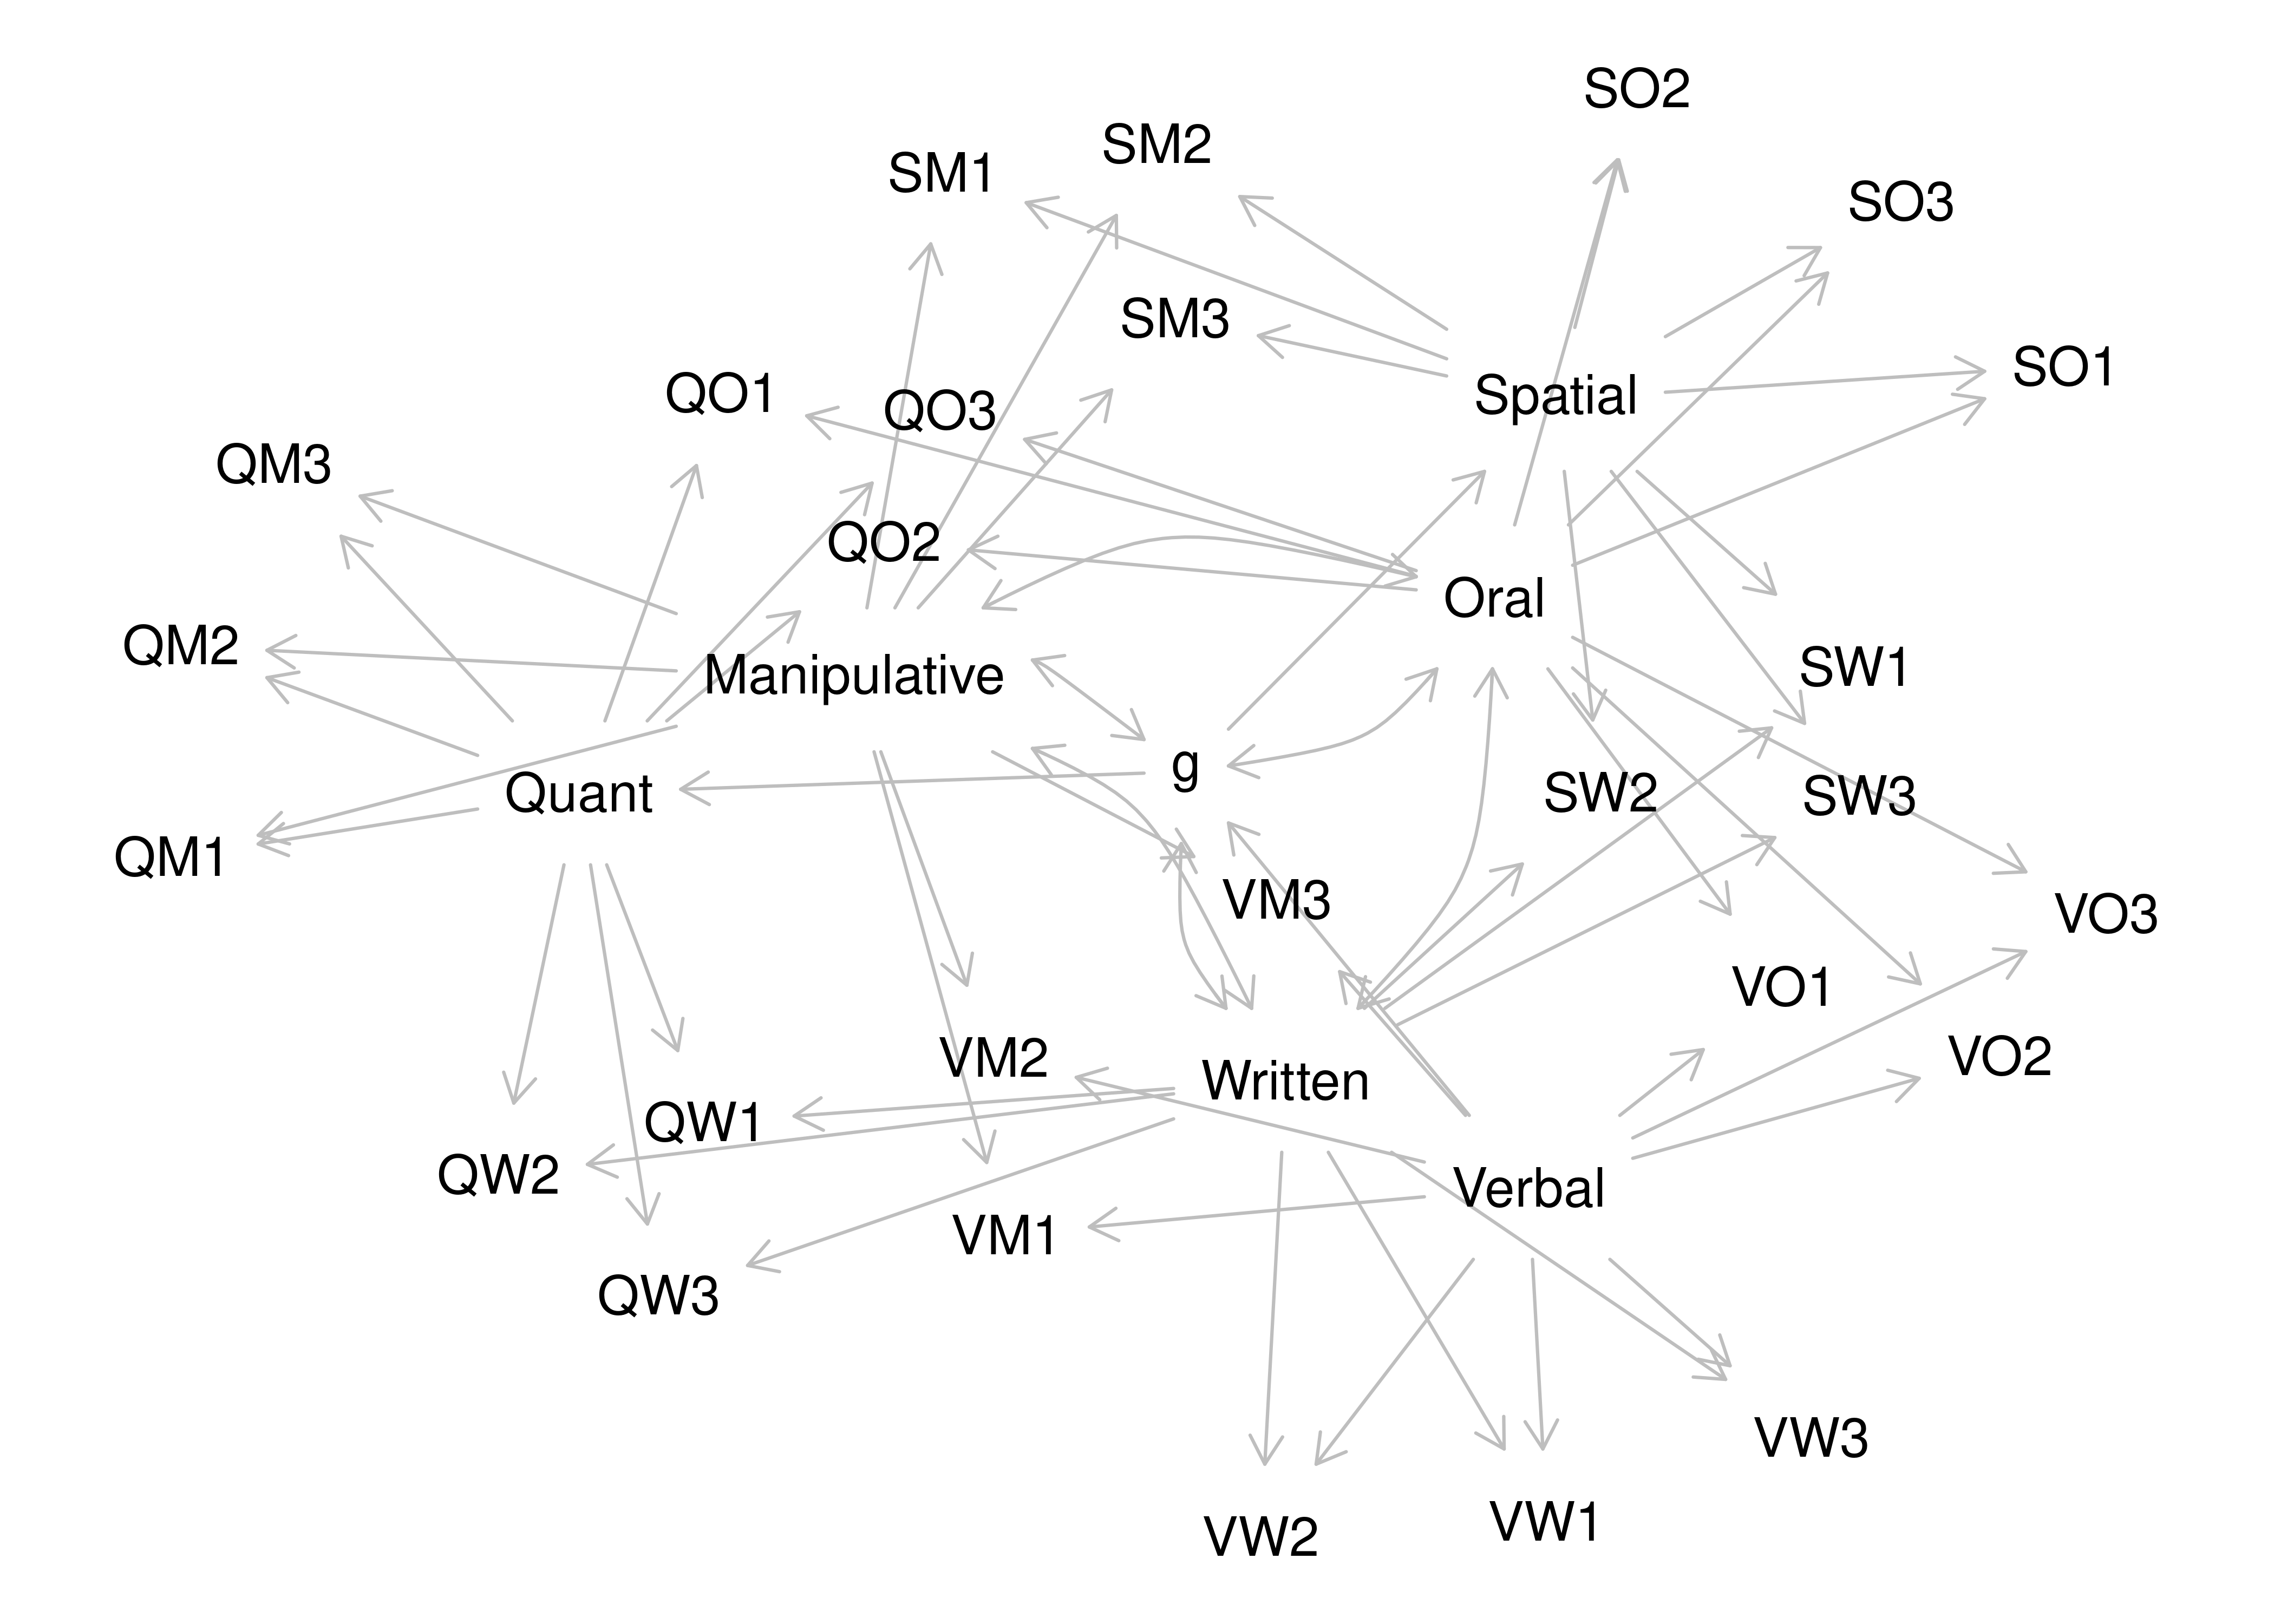 SO2
SM2
SM1
SO3
SM3
SO1
QO1
Spatial
QO3
QM3
QO2
Oral
QM2
SW1
Manipulative
g
Quant
SW2
SW3
QM1
VM3
VO3
VO1
VM2
VO2
Written
QW1
QW2
Verbal
VM1
QW3
VW3
VW1
VW2